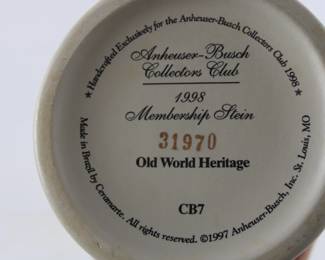 ★ Handcrafted Exclusively for the Anheuser-Busch Collectors Club 1998 ★
Anheuser-Busch
Collectors Club
1998
Membership Stein
31970
Old World Heritage
CB7
Made in Brazil by Ceramarte. All rights reserved. ©1997 Anheuser-Busch, Inc. St. Louis, MO